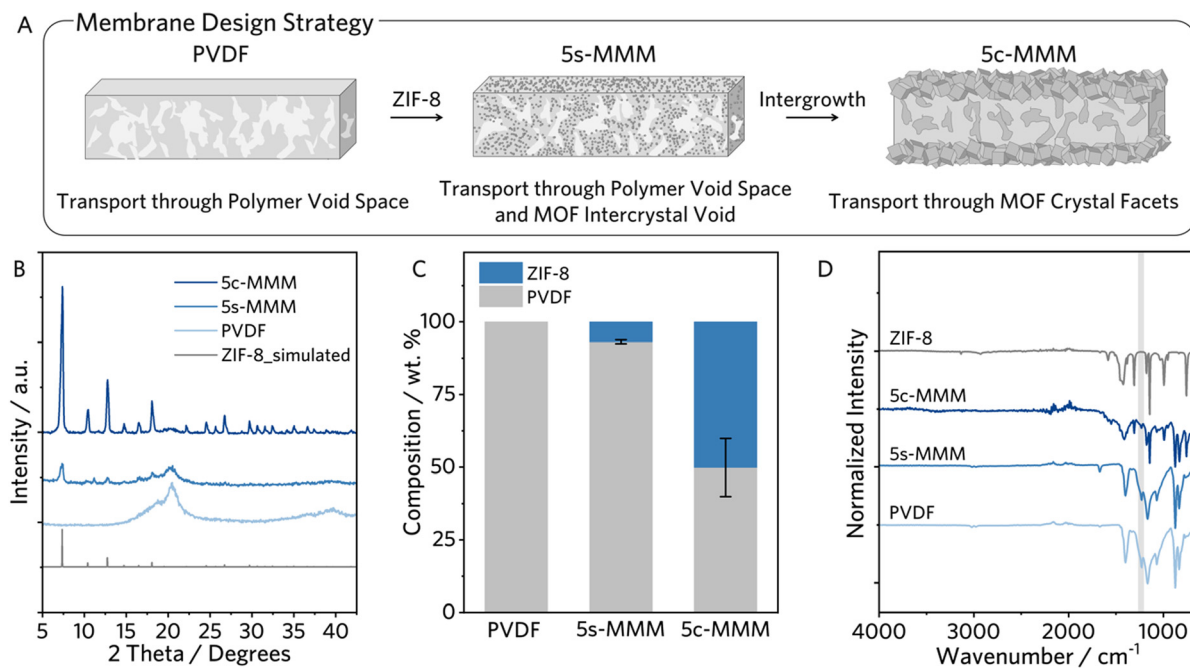 A
Membrane Design Strategy
PVDF
5s-MMM
5c-MMM
ZIF-8
Intergrowth
Transport through Polymer Void Space
Transport through Polymer Void Space
and MOF Intercrystal Void
Transport through MOF Crystal Facets
B
5c-MMM
5s-MMM
PVDF
ZIF-8_simulated
Intensity / a.u.
5 10 15 20 25 30 35 40
2 Theta / Degrees
C
ZIF-8
PVDF
100
75
50
25
0
Composition / wt. %
PVDF 5s-MMM 5c-MMM
D
ZIF-8
5c-MMM
5s-MMM
PVDF
Normalized Intensity
4000 3000 2000 1000
Wavenumber / cm⁻¹